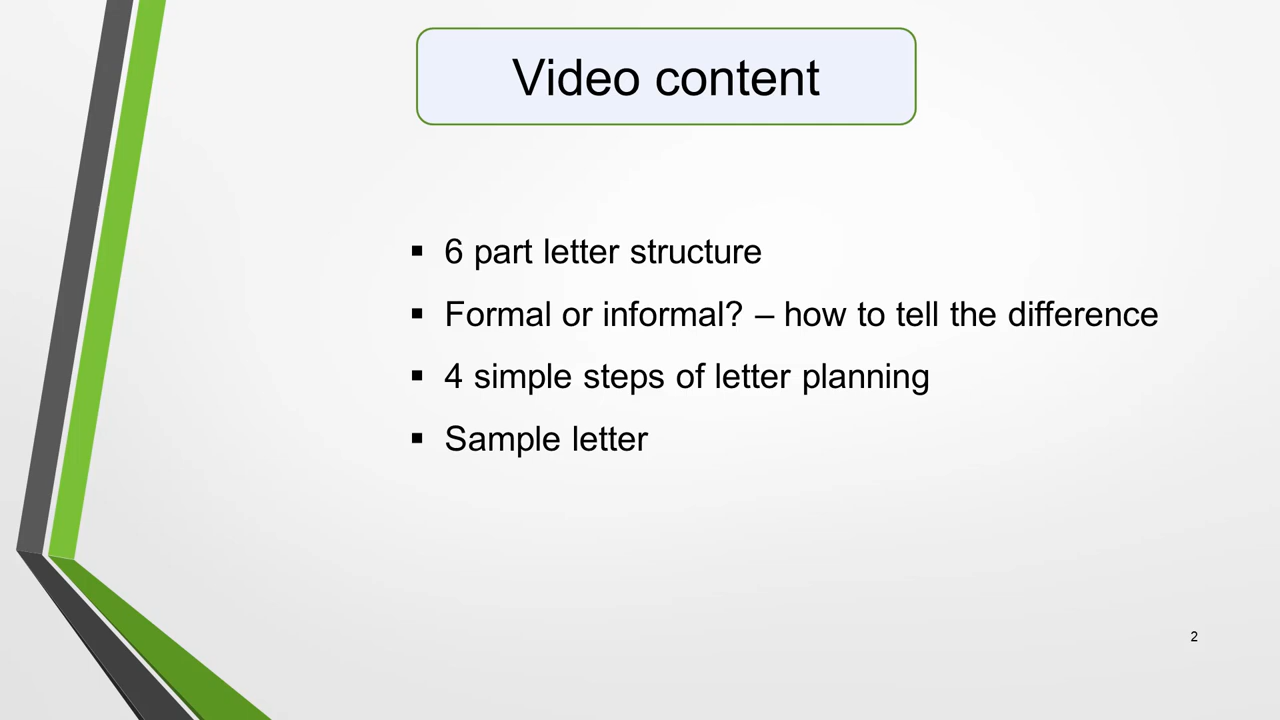 Video content
▪ 6 part letter structure
▪ Formal or informal? – how to tell the difference
▪ 4 simple steps of letter planning
▪ Sample letter
2